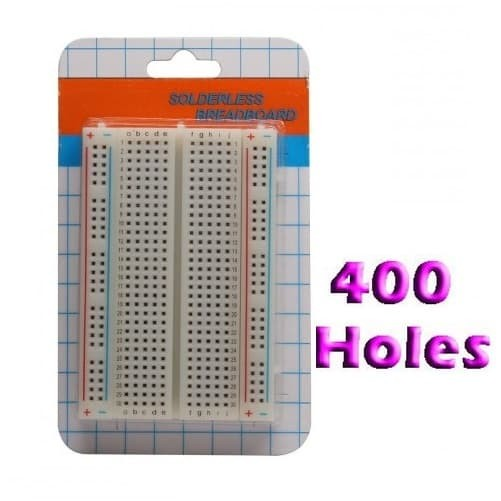 SOLDERLESS
BREADBOARD
+ − a b c d e f g h i j + −
+ − a b c d e f g h i j + −
400
Holes